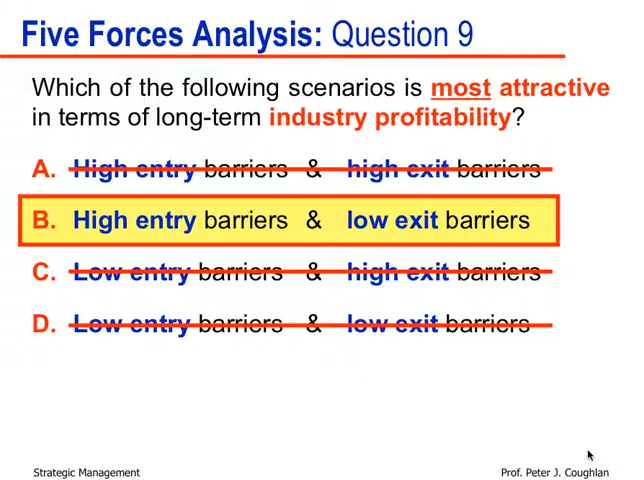 Five Forces Analysis: Question 9
Which of the following scenarios is most attractive
in terms of long-term industry profitability?
A. High entry barriers & high exit barriers
B. High entry barriers & low exit barriers
C. Low entry barriers & high exit barriers
D. Low entry barriers & low exit barriers
Strategic Management Prof. Peter J. Coughlan